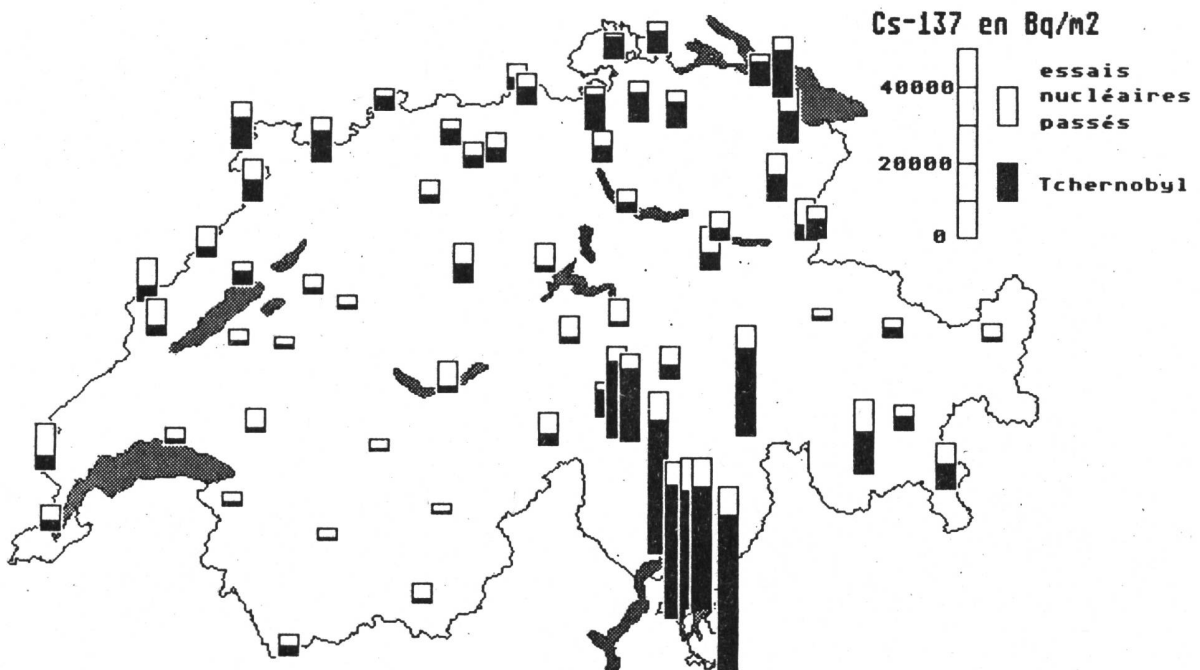 Cs-137 en Bq/m2
40000
20000
0
essais
nucléaires
passés
Tchernobyl